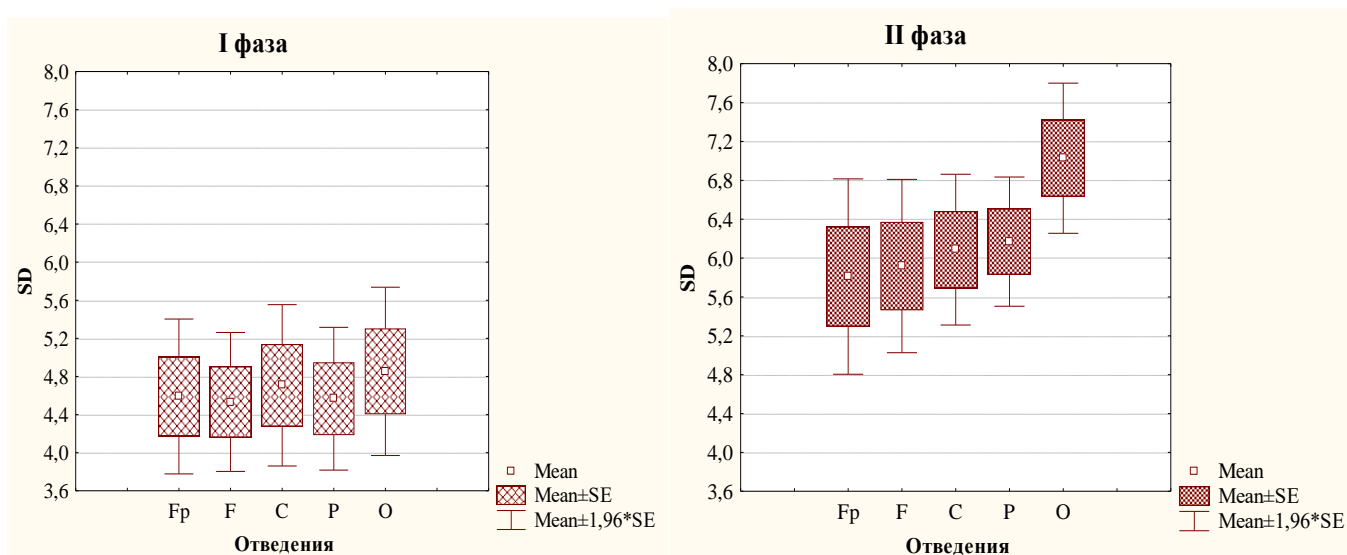 I фаза
SD
8,0
7,6
7,2
6,8
6,4
6,0
5,6
5,2
4,8
4,4
4,0
3,6
Fp F C P O
Отведения
Mean
Mean±SE
Mean±1,96*SE
II фаза
SD
8,0
7,6
7,2
6,8
6,4
6,0
5,6
5,2
4,8
4,4
4,0
3,6
Fp F C P O
Отведения
Mean
Mean±SE
Mean±1,96*SE